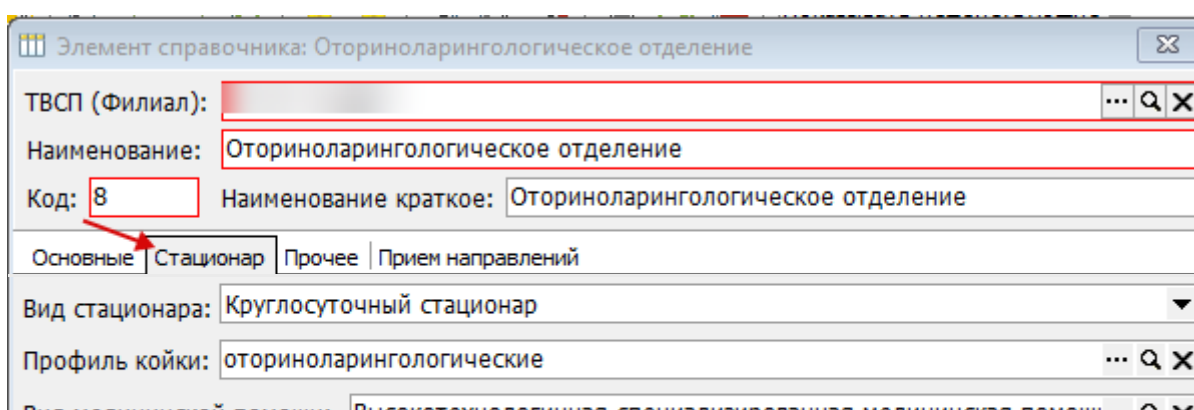 Элемент справочника: Оториноларингологическое отделение
ТВСП (Филиал):
Наименование: Оториноларингологическое отделение
Код: 8 Наименование краткое: Оториноларингологическое отделение
Основные Стационар Прочее Прием направлений
Вид стационара: Круглосуточный стационар
Профиль койки: оториноларингологические